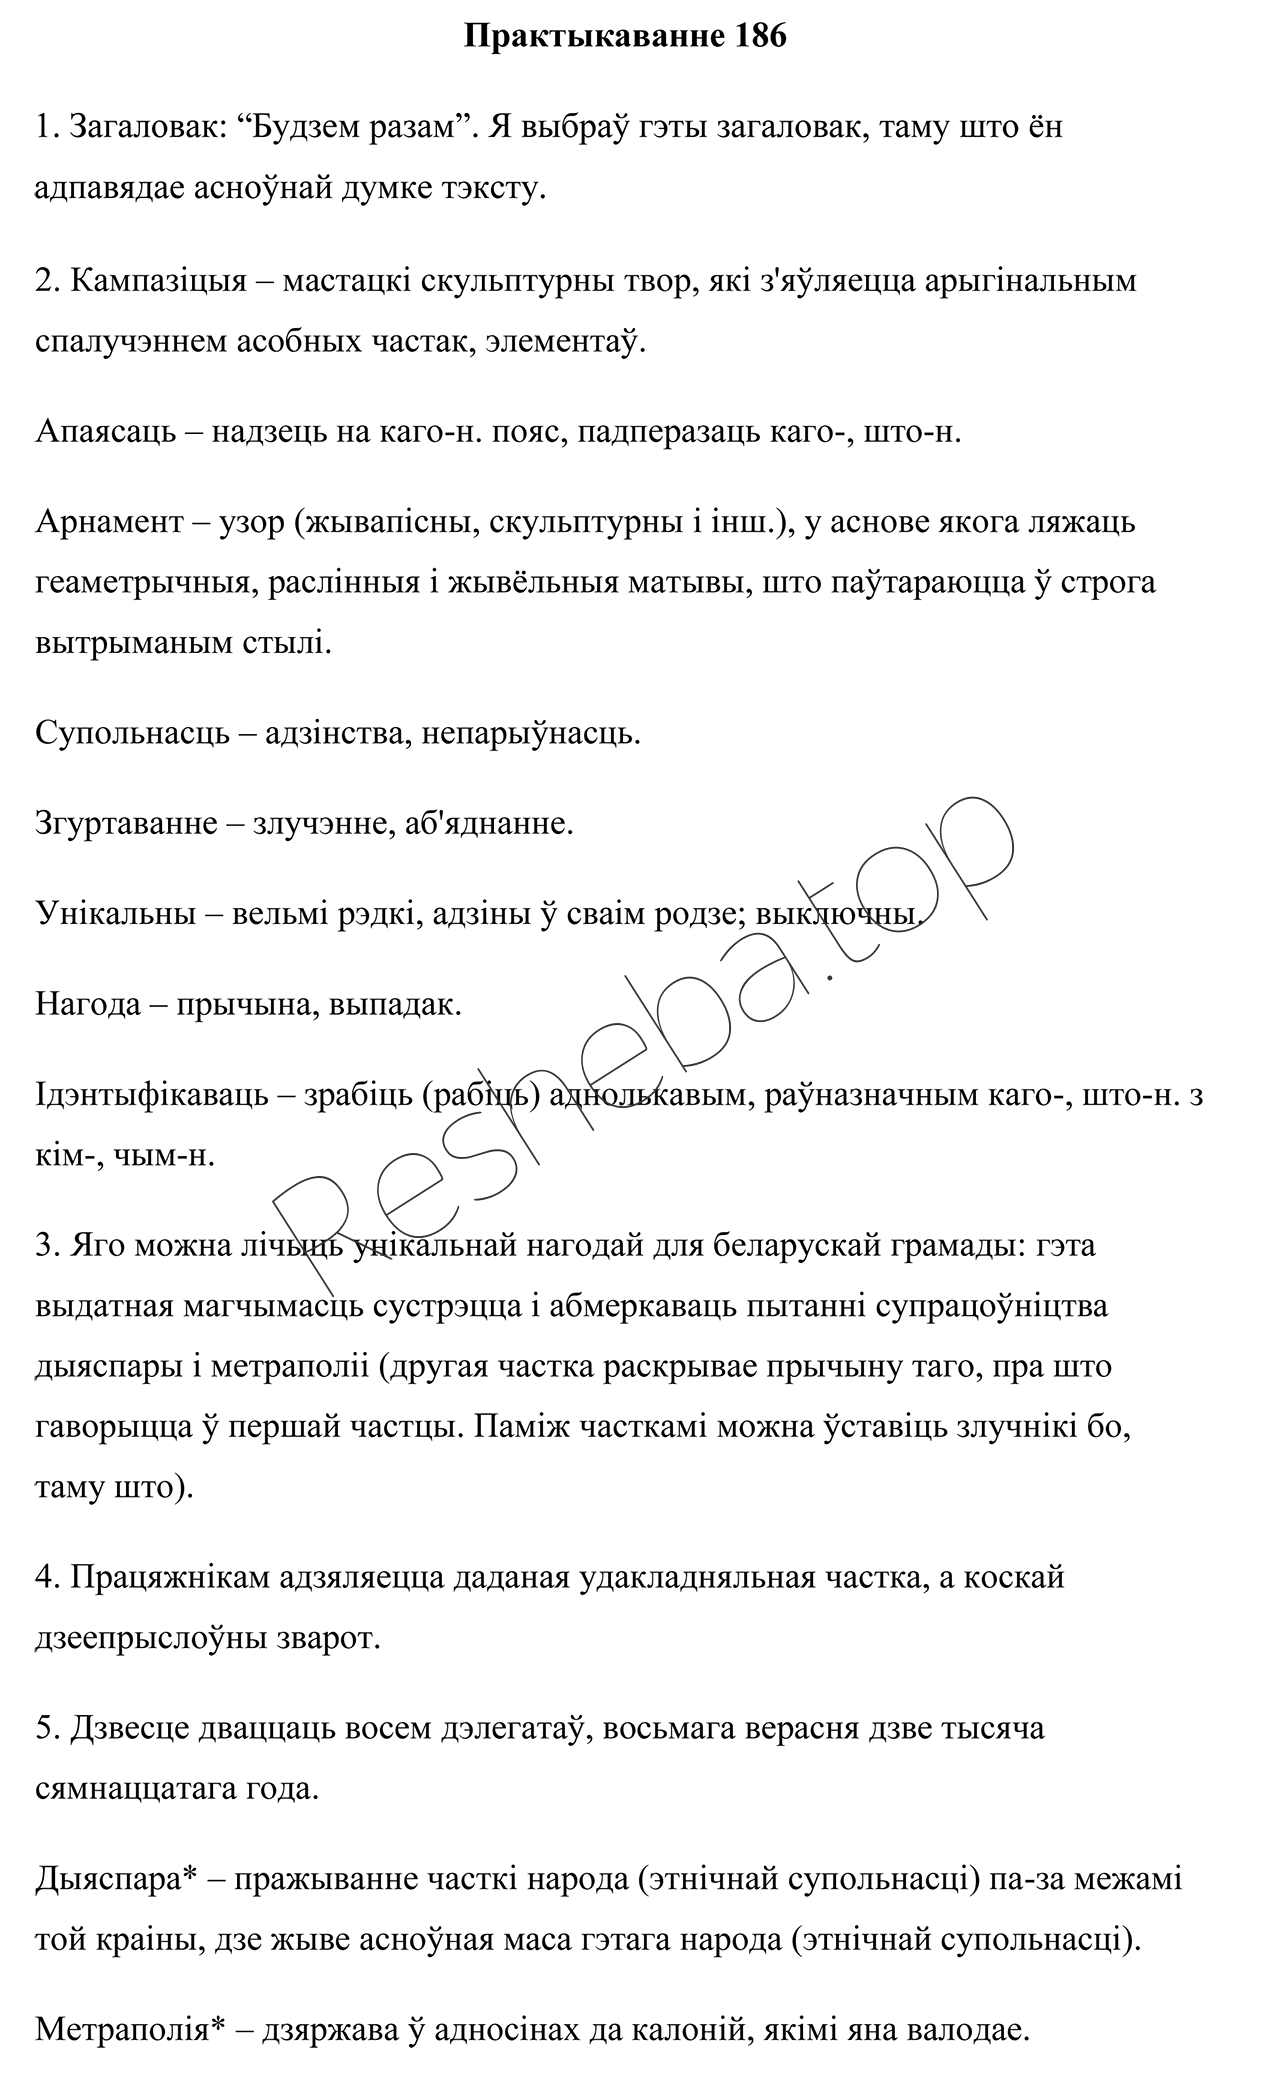 Практыкаванне 186
1. Загаловак: “Будзем разам”. Я выбраў гэты загаловак, таму што ён
адпавядае асноўнай думке тэксту.
2. Кампазіцыя – мастацкі скульптурны твор, які з'яўляецца арыгінальным
спалучэннем асобных частак, элементаў.
Апаясаць – надзець на каго-н. пояс, падперазаць каго-, што-н.
Арнамент – узор (жывапісны, скульптурны і інш.), у аснове якога ляжаць
геаметрычныя, раслінныя і жывёльныя матывы, што паўтараюцца ў строга
вытрыманым стылі.
Супольнасць – адзінства, непарыўнасць.
Згуртаванне – злучэнне, аб'яднанне.
Унікальны – вельмі рэдкі, адзіны ў сваім родзе; выключны.
Нагода – прычына, выпадак.
Ідэнтыфікаваць – зрабіць (рабіць) аднолькавым, раўназначным каго-, што-н. з
кім-, чым-н.
3. Яго можна лічыць унікальнай нагодай для беларускай грамады: гэта
выдатная магчымасць сустрэцца і абмеркаваць пытанні супрацоўніцтва
дыяспары і метраполіі (другая частка раскрывае прычыну таго, пра што
гаворыцца ў першай частцы. Паміж часткамі можна ўставіць злучнікі бо,
таму што).
4. Працяжнікам адзяляецца даданая удакладняльная частка, а коскай
дзеепрыслоўны зварот.
5. Дзвесце дваццаць восем дэлегатаў, восьмага верасня дзве тысяча
сямнаццатага года.
Дыяспара* – пражыванне часткі народа (этнічнай супольнасці) па-за межамі
той краіны, дзе жыве асноўная маса гэтага народа (этнічнай супольнасці).
Метраполія* – дзяржава ў адносінах да калоній, якімі яна валодае.
Resheba.top